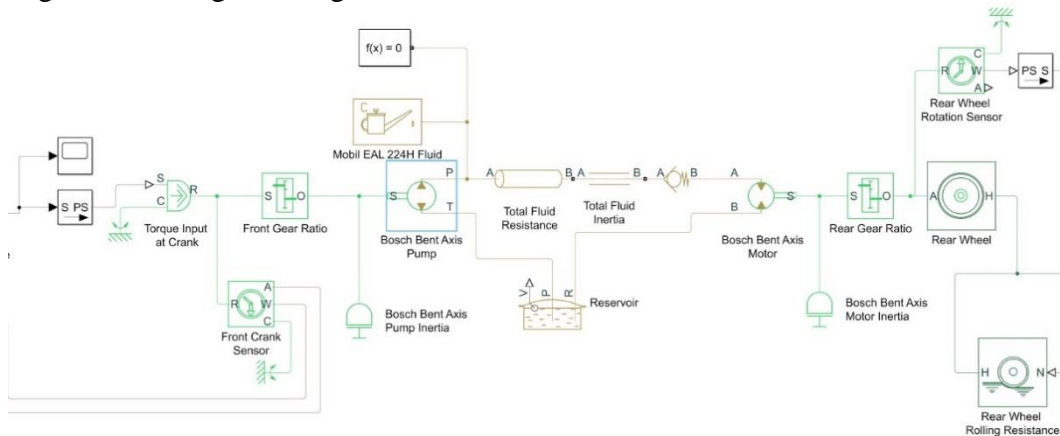 f(x) = 0
C
Mobil EAL 224H Fluid
S
C
R
S PS
Torque Input
at Crank
S O
Front Gear Ratio
S
P
T
Bosch Bent Axis
Pump
A B
Total Fluid
Resistance
A B
Total Fluid
Inertia
A B
A
B
S
Bosch Bent Axis
Motor
S O
Rear Gear Ratio
R
C
W
A
Rear Wheel
Rotation Sensor
PS S
A H
Rear Wheel
R
A
W
C
Front Crank
Sensor
Bosch Bent Axis
Pump Inertia
V
P
R
Reservoir
Bosch Bent Axis
Motor Inertia
H N
Rear Wheel
Rolling Resistance